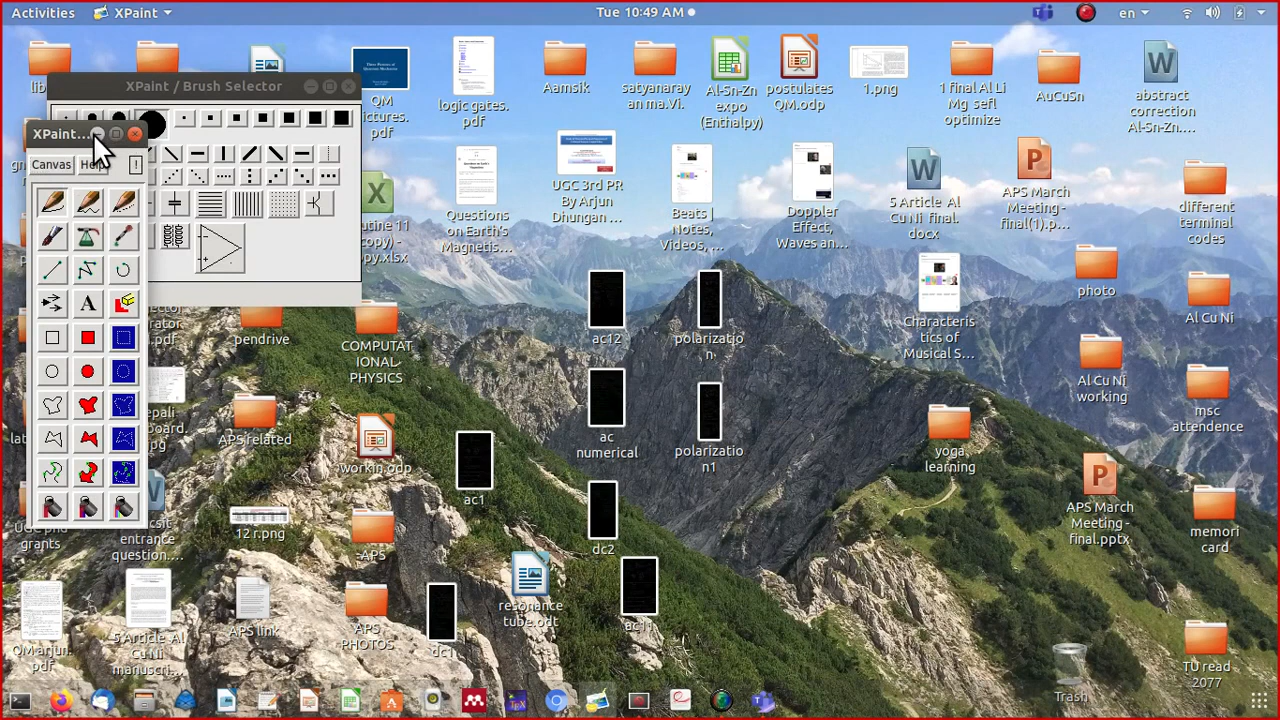 Activities
XPaint
Tue 10:49 AM
en
XPaint / Brush Selector
XPaint...
Canvas
A
QM
pdf
logic gates.
pdf
Aamsik
satyanaray
an ma.Vi.
Al-Sn-Zn
expo
(Enthalpy)
postulates
QM.odp
1.png
1 final Al Li
Mg sefl
optimize
AuCuSn
abstract
correction
Al-Sn-Zn....
Questions
on Earth's
Magnetis...
UGC 3rd PR
By Arjun
Dhungan ...
Beats |
Notes,
Videos, ...
Doppler
Effect,
Waves an...
5 Article Al
Cu Ni final.
docx
APS March
Meeting -
final(1).p...
different
terminal
codes
photo
Al Cu Ni
Characteris
tics of
Musical S...
ac12
polarizatio
n
pendrive
COMPUTAT
IONAL
PHYSICS
Al Cu Ni
working
msc
attendence
APS related
workin.odp
ac
numerical
polarizatio
n1
yoga
learning
ac1
grants
entrance
question....
12 r.png
APS
dc2
APS March
Meeting -
final.pptx
memori
card
QM arjun.
pdf
5 Article Al
Cu Ni
manuscri...
APS link
APS
PHOTOS
dc1
resonance
tube.odt
ac11
Trash
TU read
2077